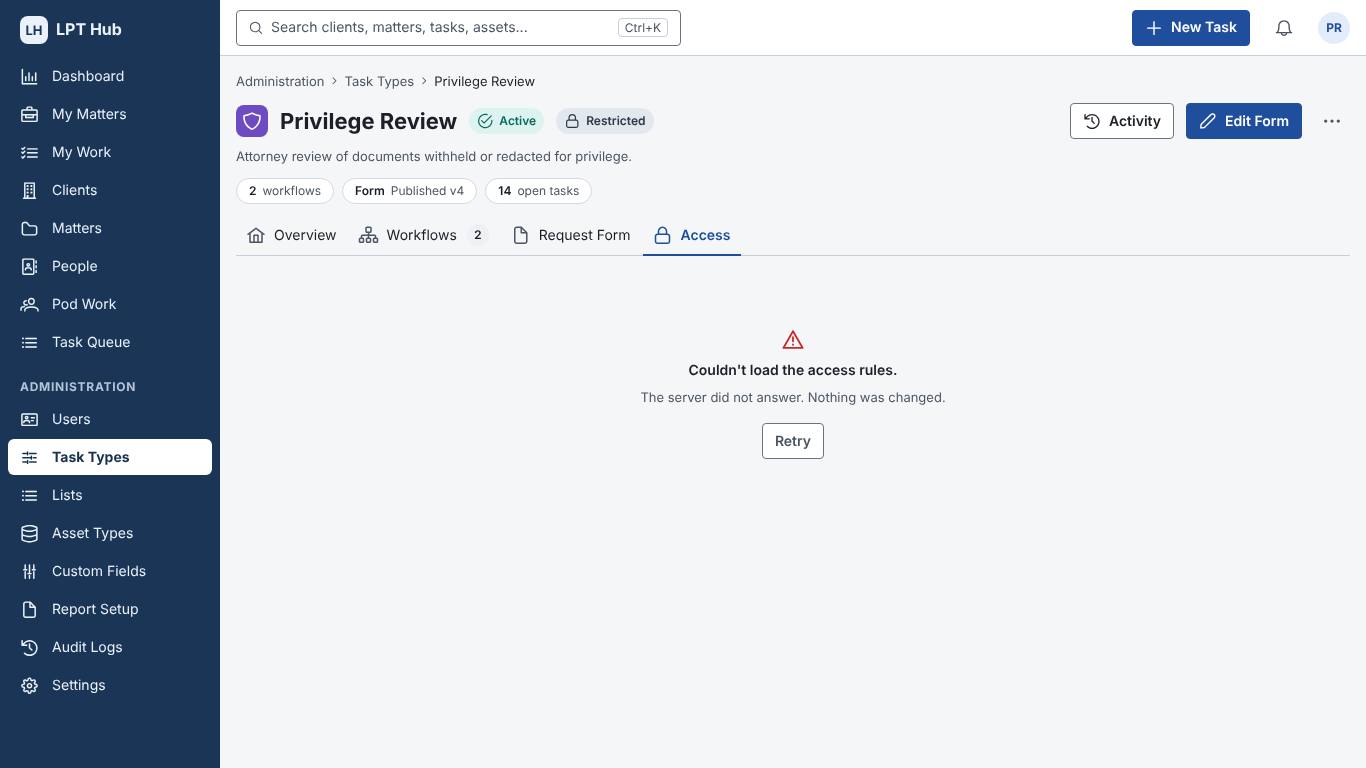 LH LPT Hub
Search clients, matters, tasks, assets... Ctrl+K
New Task
PR
Dashboard
My Matters
My Work
Clients
Matters
People
Pod Work
Task Queue
ADMINISTRATION
Users
Task Types
Lists
Asset Types
Custom Fields
Report Setup
Audit Logs
Settings
Administration > Task Types > Privilege Review
Privilege Review Active Restricted
Activity Edit Form
Attorney review of documents withheld or redacted for privilege.
2 workflows Form Published v4 14 open tasks
Overview Workflows 2 Request Form Access
Couldn't load the access rules.
The server did not answer. Nothing was changed.
Retry